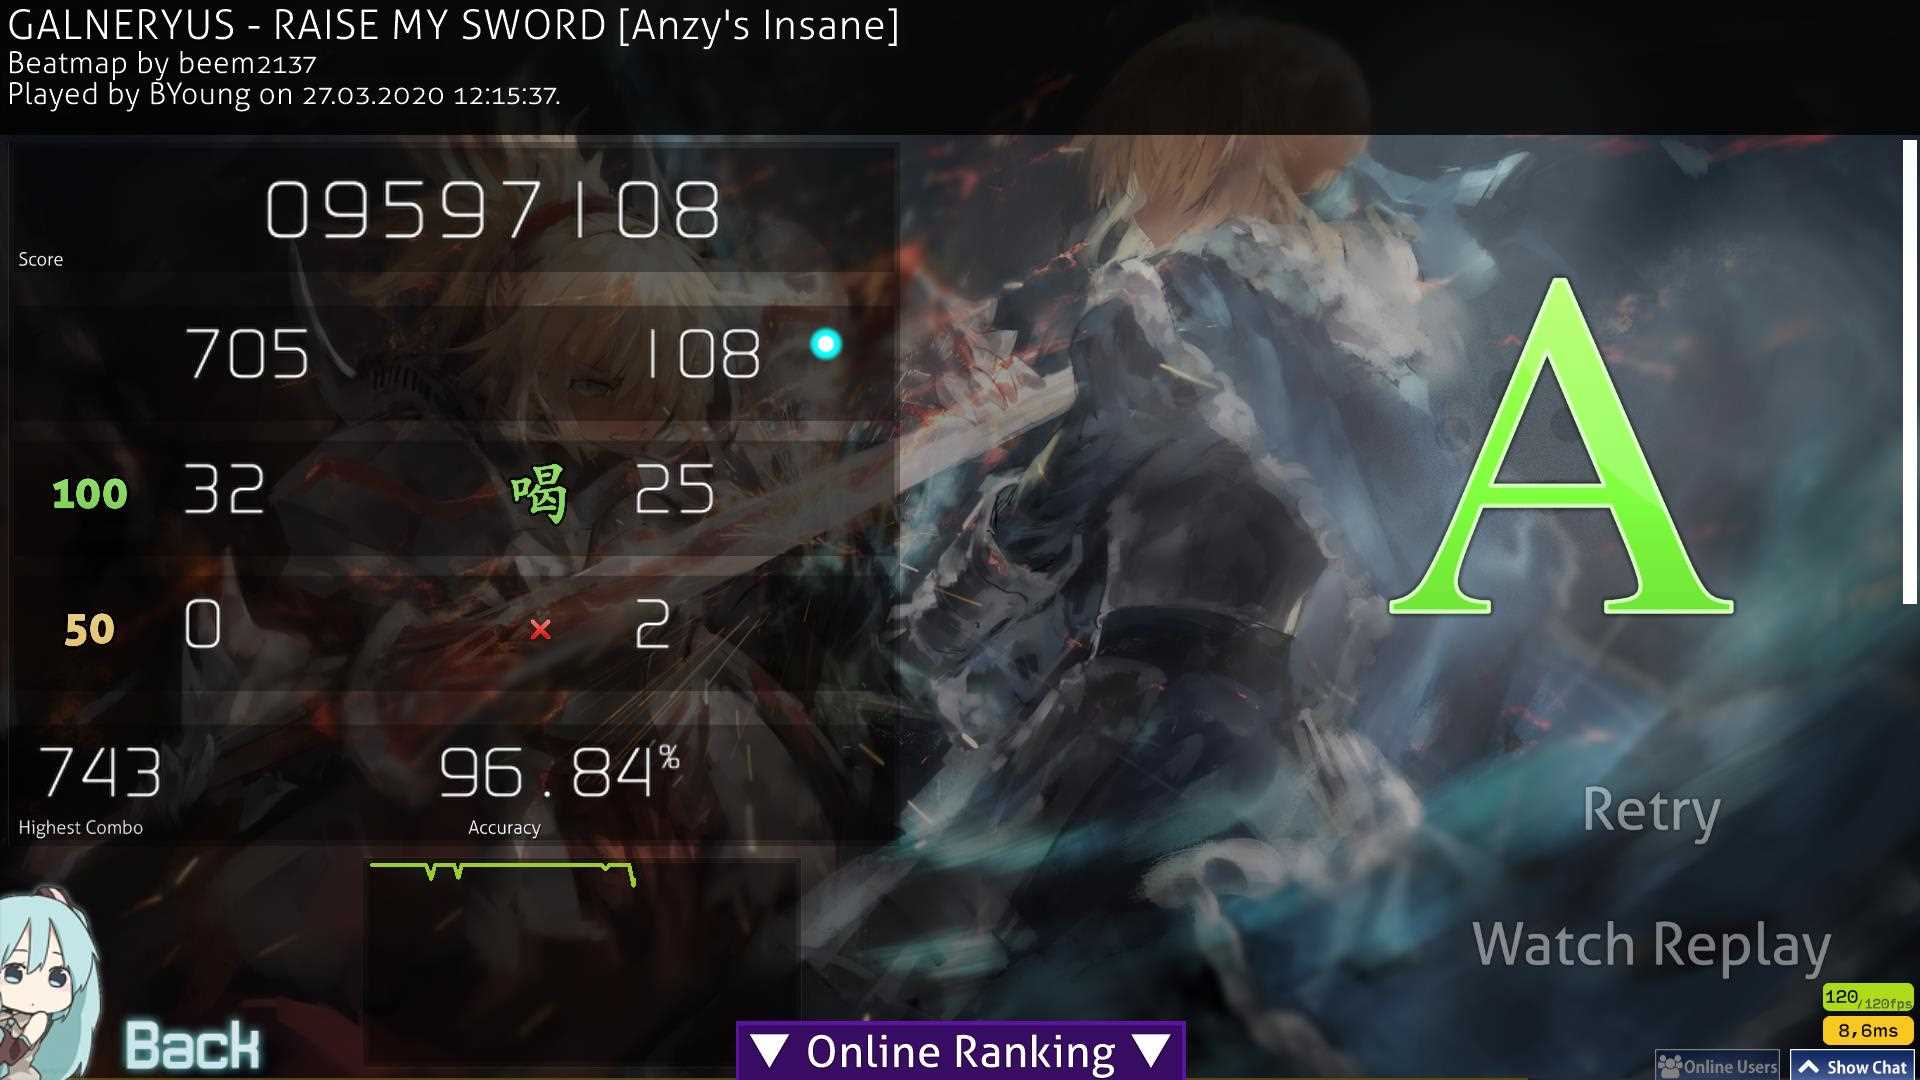 GALNERYUS - RAISE MY SWORD [Anzy's Insane]
Beatmap by beem2137
Played by BYoung on 27.03.2020 12:15:37.
09597108
Score
705 108
100 32 喝 25
50 0 2
743 96.84%
Highest Combo Accuracy
A
Retry
Watch Replay
120/120fps
8,6ms
Back
▼ Online Ranking ▼
Online Users
Show Chat